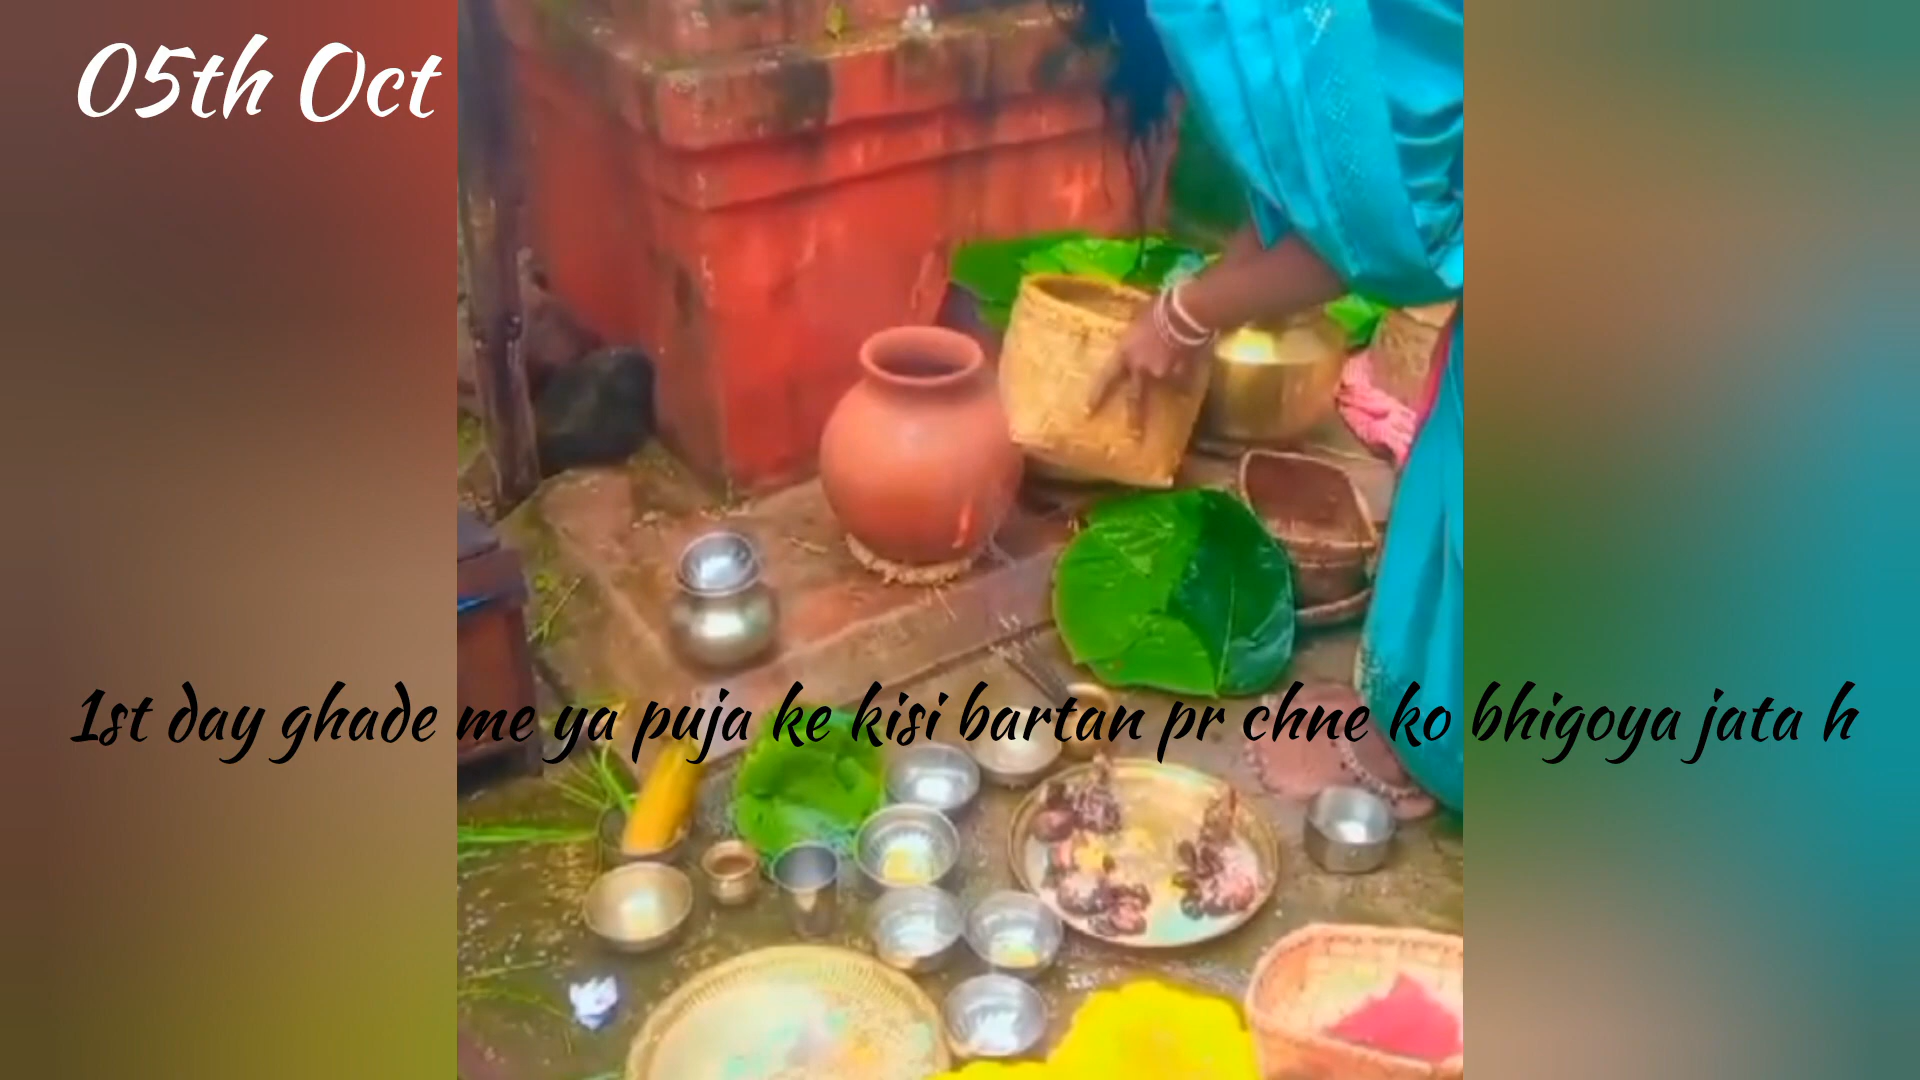 05th Oct
1st day ghade me ya puja ke kisi bartan pr chne ko bhigoya jata h